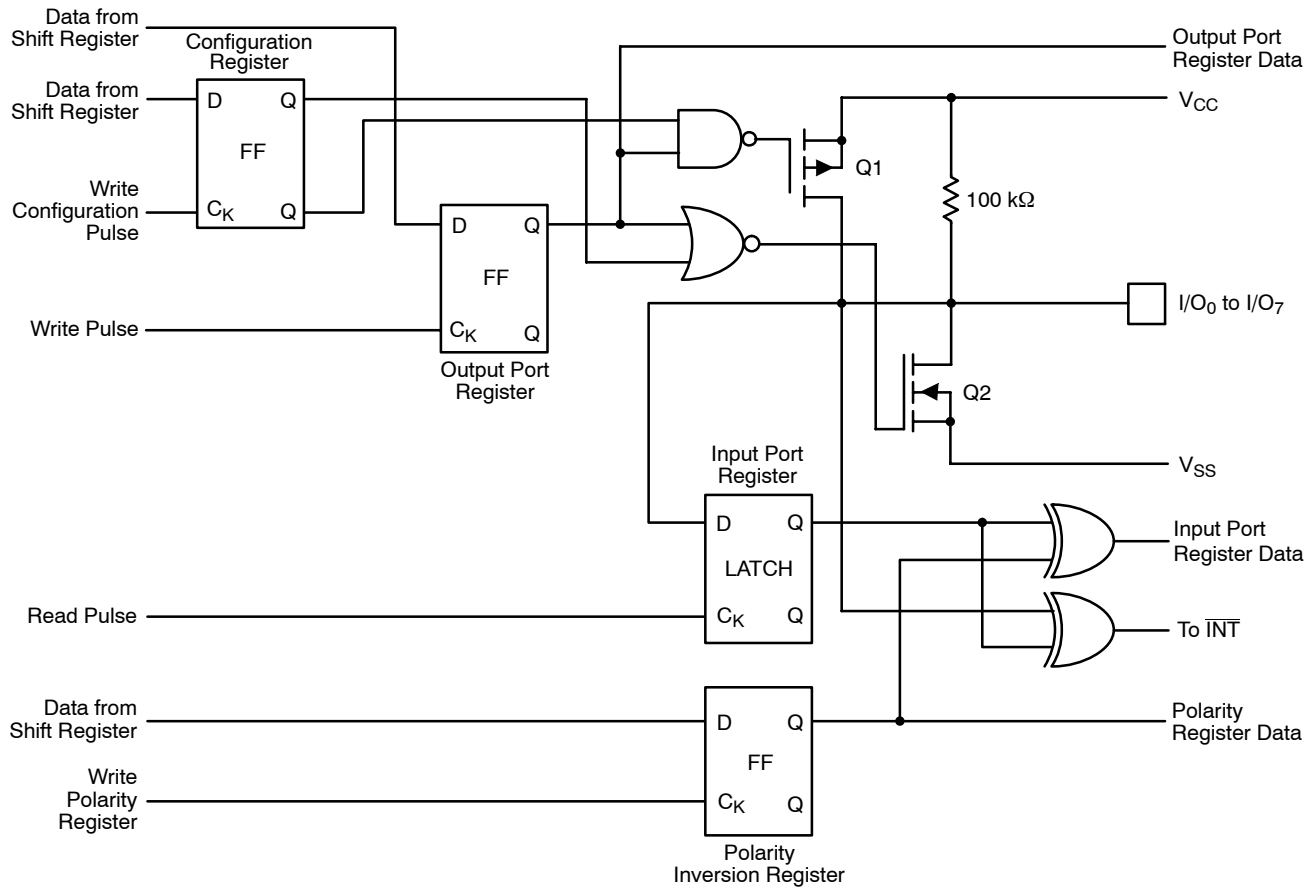 Data from
Shift Register
Configuration
Register
Output Port
Register Data
Data from
Shift Register
D
Q
FF
VCC
Q1
100 kΩ
Write
Configuration
Pulse
CK
Q
D
Q
FF
I/O0 to I/O7
Write Pulse
CK
Q
Output Port
Register
Q2
Input Port
Register
VSS
D
Q
LATCH
Input Port
Register Data
Read Pulse
CK
Q
To INT
Data from
Shift Register
D
Q
FF
Polarity
Register Data
Write
Polarity
Register
CK
Q
Polarity
Inversion Register